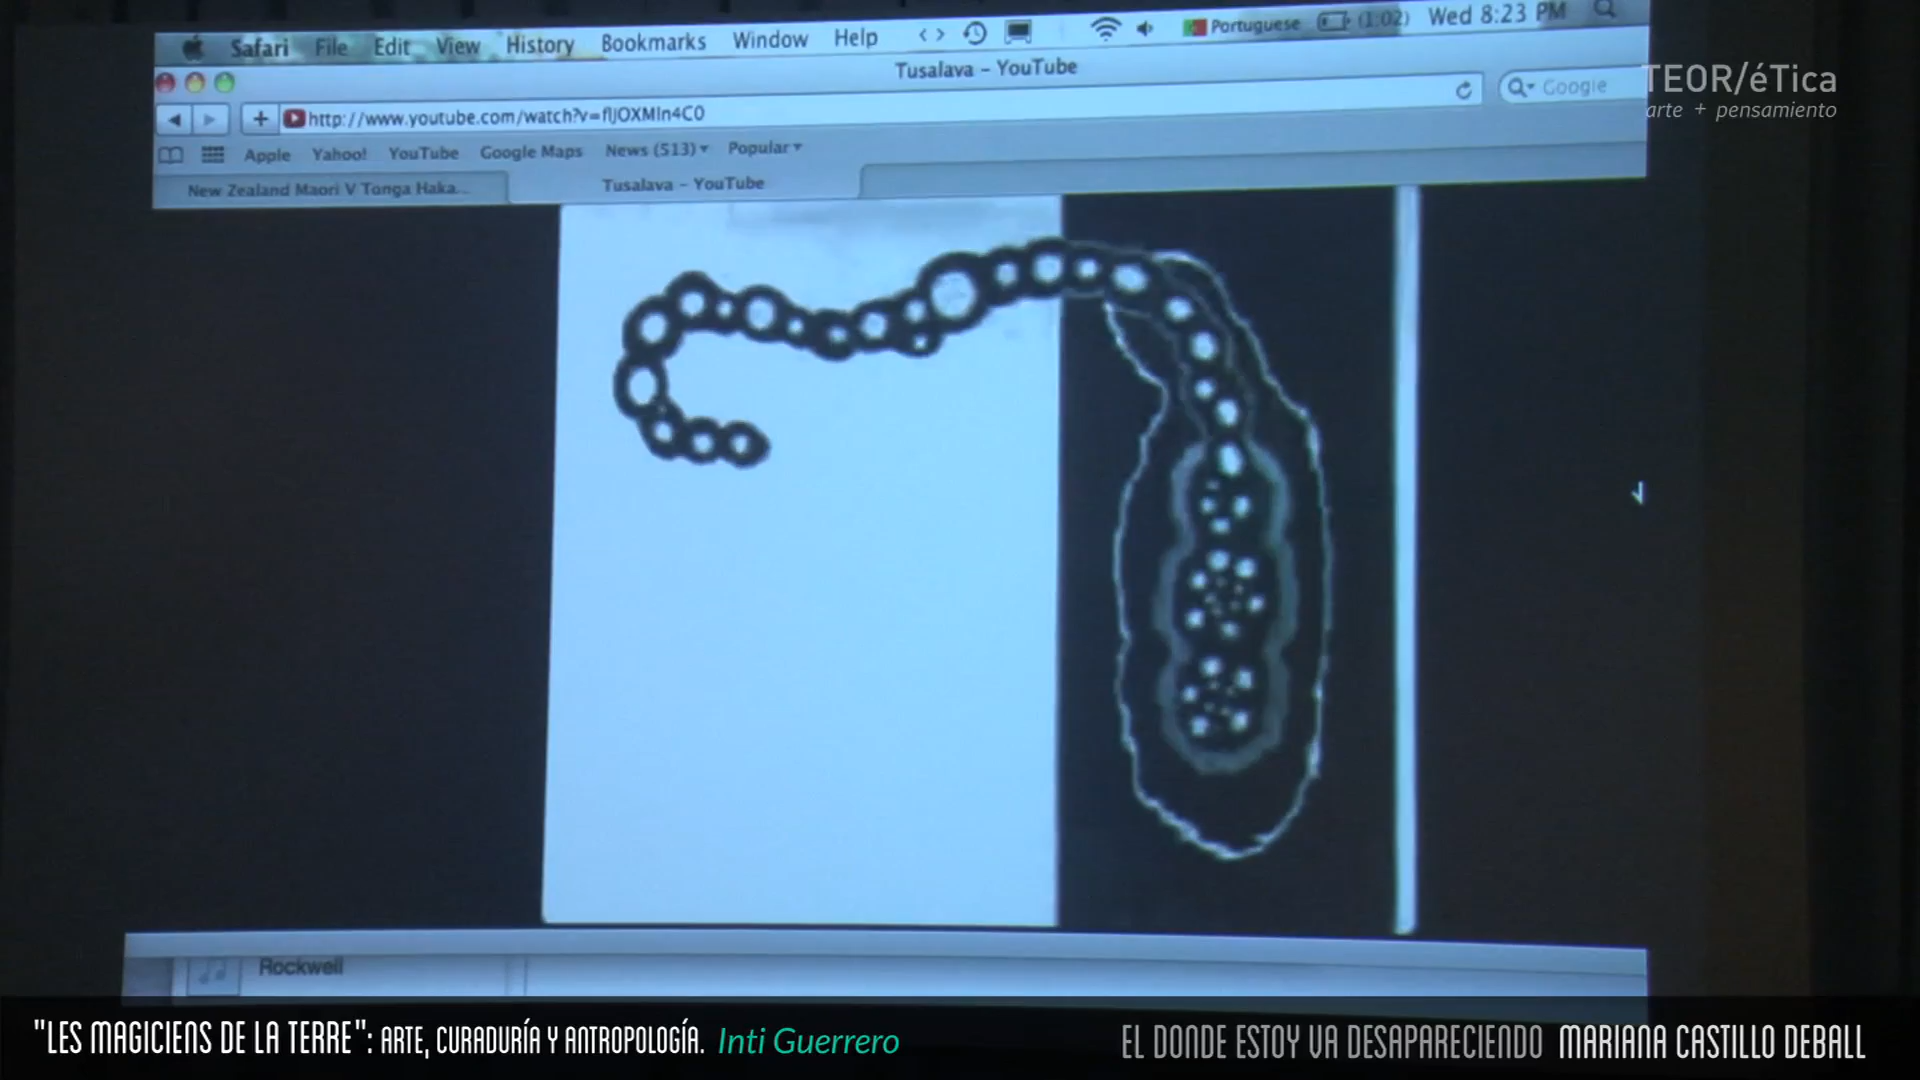 Safari File Edit View History Bookmarks Window Help Portuguese (1:02) Wed 8:23 PM
Tusalava – YouTube
TEOR/éTica
arte + pensamiento
Google
http://www.youtube.com/watch?v=flJOXMIn4C0
Apple Yahoo! YouTube Google Maps News (513) Popular
New Zealand Maori V Tonga Haka... Tusalava – YouTube
Rockwell
"LES MAGICIENS DE LA TERRE": ARTE, CURADURÍA Y ANTROPOLOGÍA. Inti Guerrero
EL DONDE ESTOY VA DESAPARECIENDO MARIANA CASTILLO DEBALL